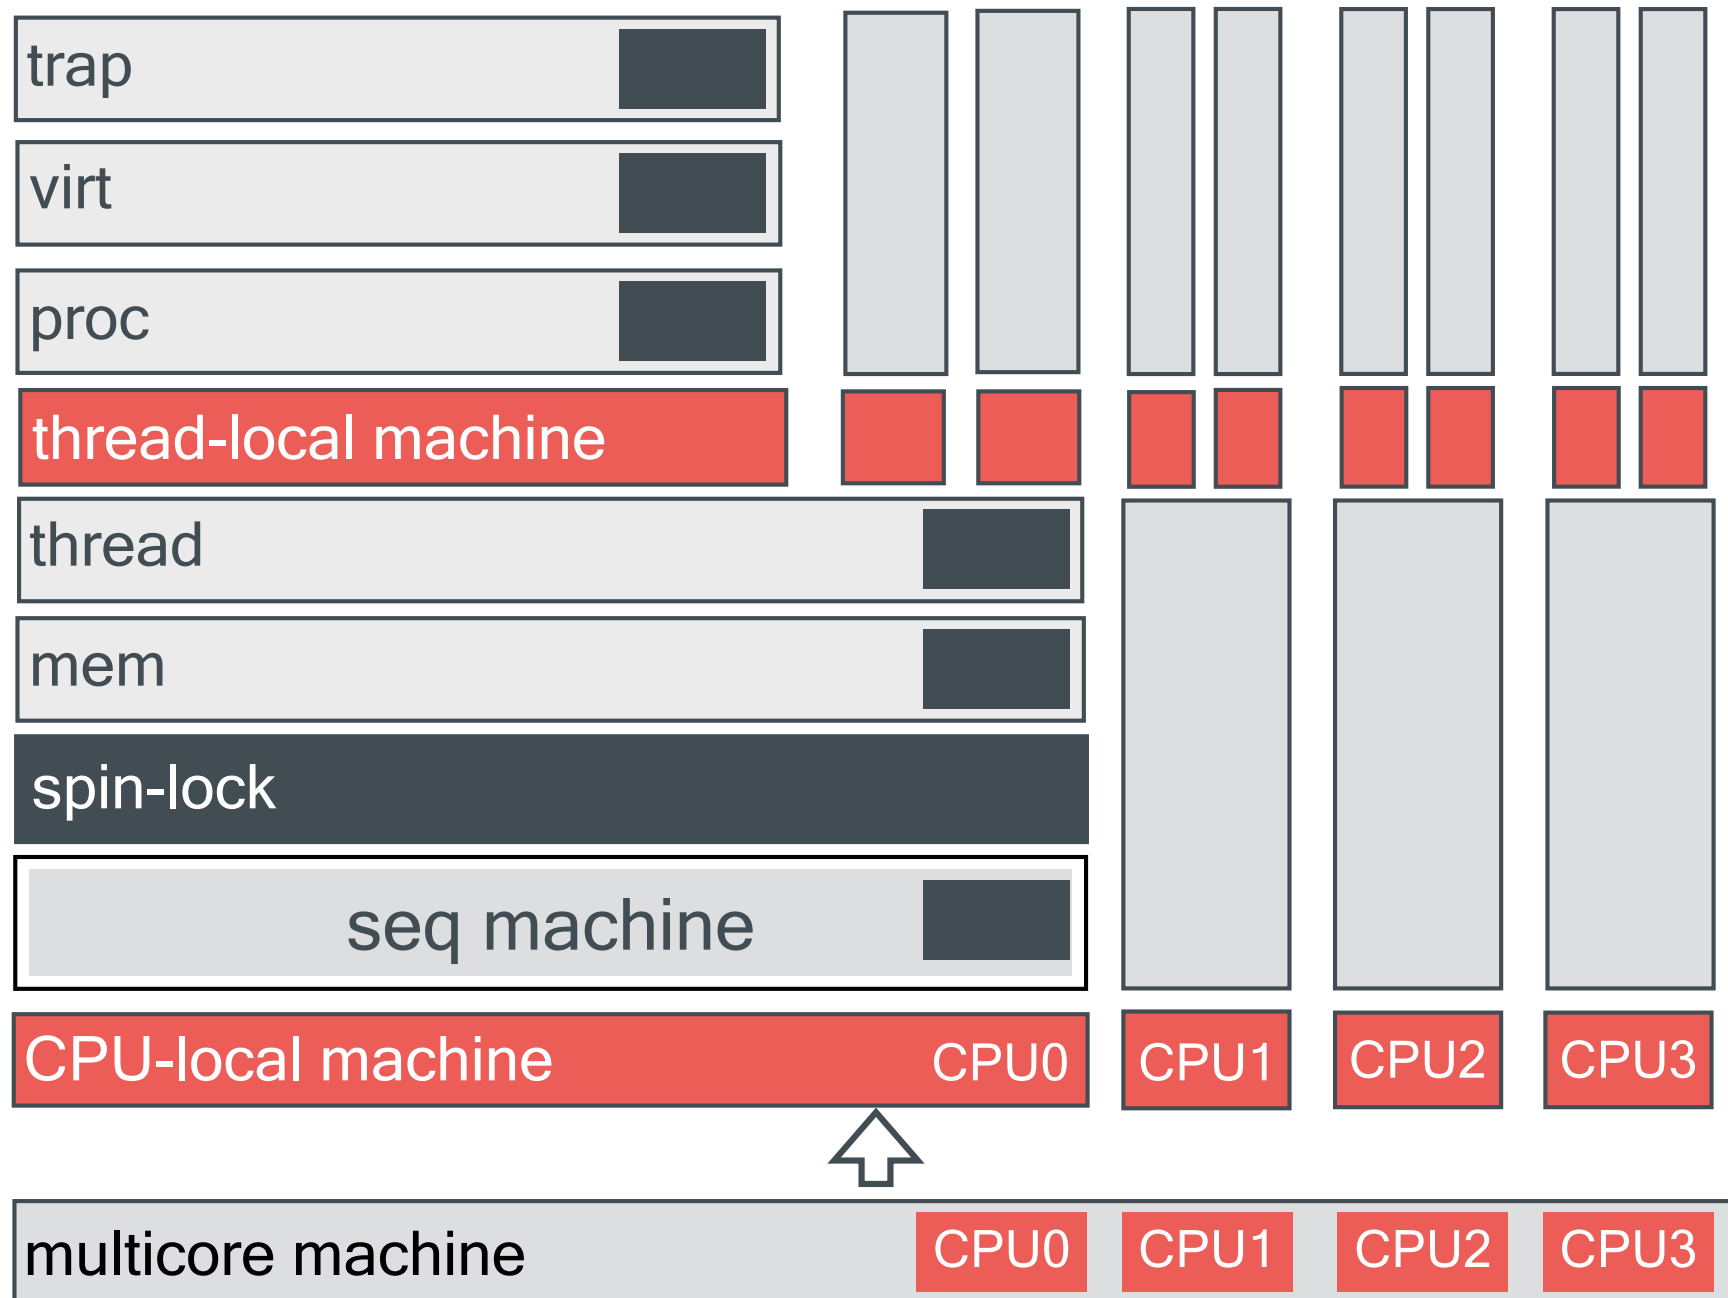 trap
virt
proc
thread-local machine
thread
mem
spin-lock
seq machine
CPU-local machine CPU0 CPU1 CPU2 CPU3
multicore machine CPU0 CPU1 CPU2 CPU3